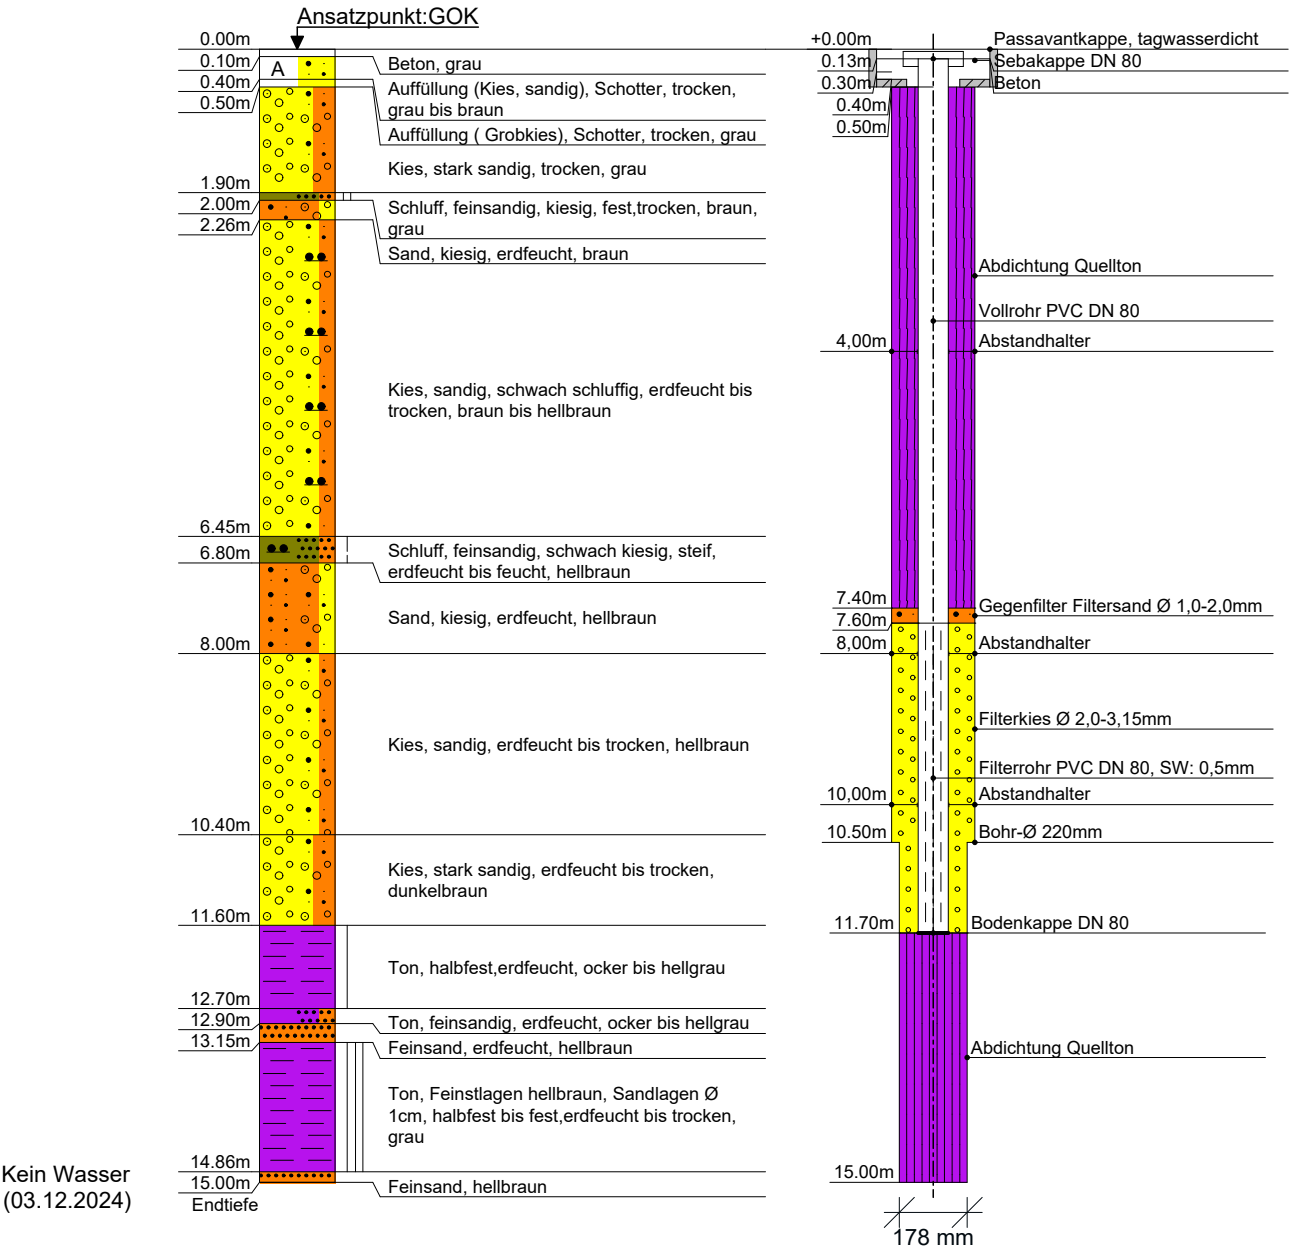 Ansatzpunkt:GOK
0.00m
0.10m
0.40m
0.50m
A
Beton, grau
Auffüllung (Kies, sandig), Schotter, trocken,
grau bis braun
Auffüllung ( Grobkies), Schotter, trocken, grau
Kies, stark sandig, trocken, grau
1.90m
2.00m
2.26m
Schluff, feinsandig, kiesig, fest,trocken, braun,
grau
Sand, kiesig, erdfeucht, braun
Kies, sandig, schwach schluffig, erdfeucht bis
trocken, braun bis hellbraun
6.45m
6.80m
Schluff, feinsandig, schwach kiesig, steif,
erdfeucht bis feucht, hellbraun
Sand, kiesig, erdfeucht, hellbraun
8.00m
Kies, sandig, erdfeucht bis trocken, hellbraun
10.40m
Kies, stark sandig, erdfeucht bis trocken,
dunkelbraun
11.60m
Ton, halbfest,erdfeucht, ocker bis hellgrau
12.70m
12.90m
13.15m
Ton, feinsandig, erdfeucht, ocker bis hellgrau
Feinsand, erdfeucht, hellbraun
Ton, Feinstlagen hellbraun, Sandlagen Ø
1cm, halbfest bis fest,erdfeucht bis trocken,
grau
14.86m
15.00m
Endtiefe
Feinsand, hellbraun
Kein Wasser
(03.12.2024)
+0.00m
0.13m
0.30m
0.40m
0.50m
Passavantkappe, tagwasserdicht
Sebakappe DN 80
Beton
Abdichtung Quellton
Vollrohr PVC DN 80
4,00m
Abstandhalter
7.40m
7.60m
8,00m
Gegenfilter Filtersand Ø 1,0-2,0mm
Abstandhalter
Filterkies Ø 2,0-3,15mm
Filterrohr PVC DN 80, SW: 0,5mm
10,00m
Abstandhalter
10.50m
Bohr-Ø 220mm
11.70m
Bodenkappe DN 80
Abdichtung Quellton
15.00m
178 mm